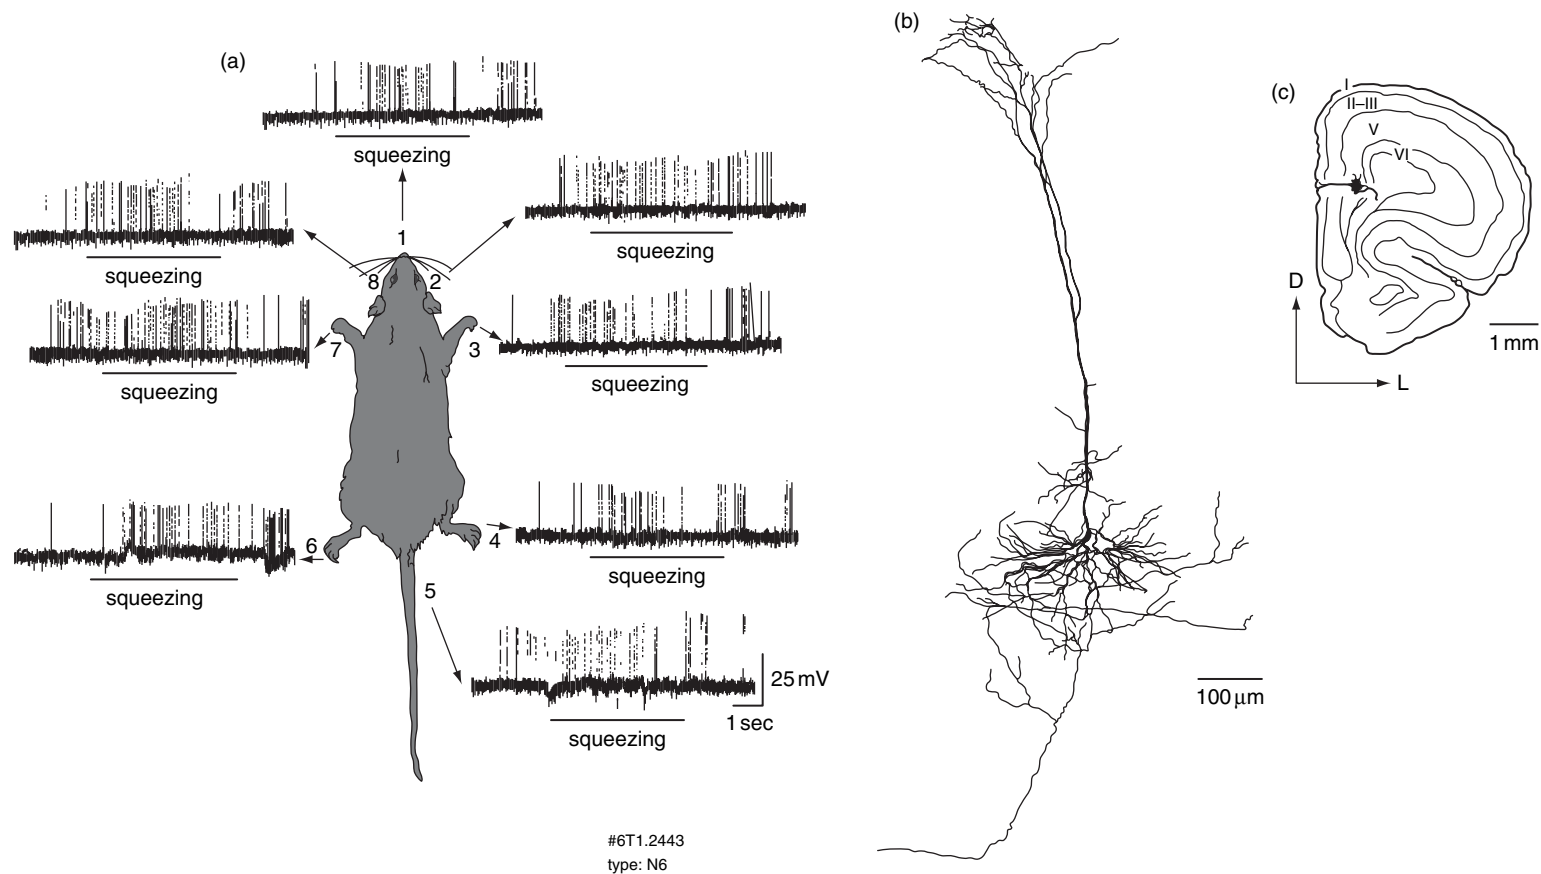 (a)
squeezing
squeezing
squeezing
1
8
2
squeezing
squeezing
7
3
6
4
squeezing
squeezing
5
25 mV
1 sec
squeezing
#6T1.2443
type: N6
(b)
100 μm
(c)
I
II–III
V
VI
D
L
1 mm